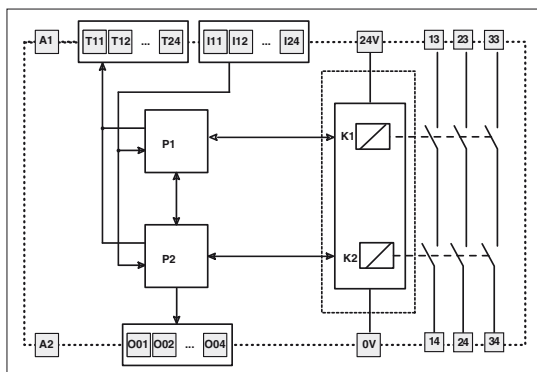 A1 T11 T12 ... T24 I11 I12 ... I24 24V 13 23 33
P1 K1
P2 K2
A2 O01 O02 ... O04 0V 14 24 34